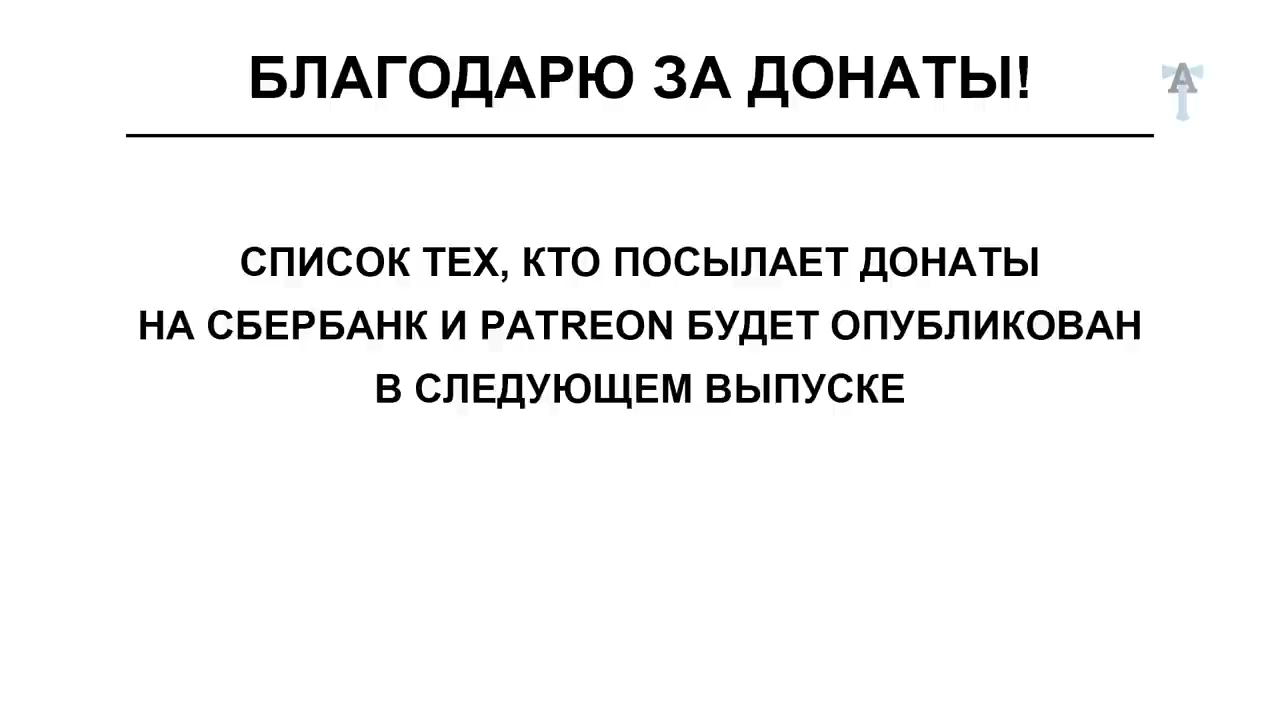 БЛАГОДАРЮ ЗА ДОНАТЫ!
СПИСОК ТЕХ, КТО ПОСЫЛАЕТ ДОНАТЫ
НА СБЕРБАНК И PATREON БУДЕТ ОПУБЛИКОВАН
В СЛЕДУЮЩЕМ ВЫПУСКЕ